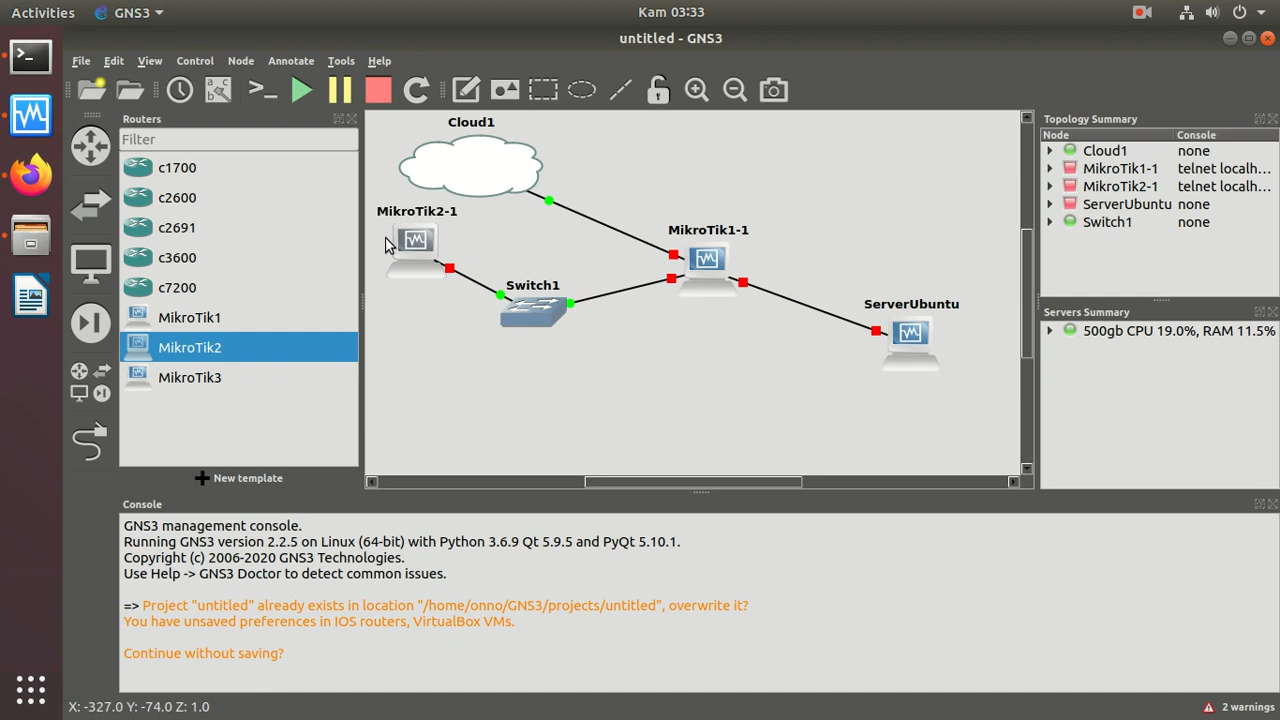 Activities
GNS3
Kam 03:33
untitled - GNS3
File Edit View Control Node Annotate Tools Help
Routers
Filter
c1700
c2600
c2691
c3600
c7200
MikroTik1
MikroTik2
MikroTik3
New template
Cloud1
MikroTik2-1
MikroTik1-1
Switch1
ServerUbuntu
Topology Summary
Node Console
Cloud1 none
MikroTik1-1 telnet localh...
MikroTik2-1 telnet localh...
ServerUbuntu none
Switch1 none
Servers Summary
500gb CPU 19.0%, RAM 11.5%
Console
GNS3 management console.
Running GNS3 version 2.2.5 on Linux (64-bit) with Python 3.6.9 Qt 5.9.5 and PyQt 5.10.1.
Copyright (c) 2006-2020 GNS3 Technologies.
Use Help -> GNS3 Doctor to detect common issues.
=> Project "untitled" already exists in location "/home/onno/GNS3/projects/untitled", overwrite it?
You have unsaved preferences in IOS routers, VirtualBox VMs.
Continue without saving?
X: -327.0 Y: -74.0 Z: 1.0
2 warnings